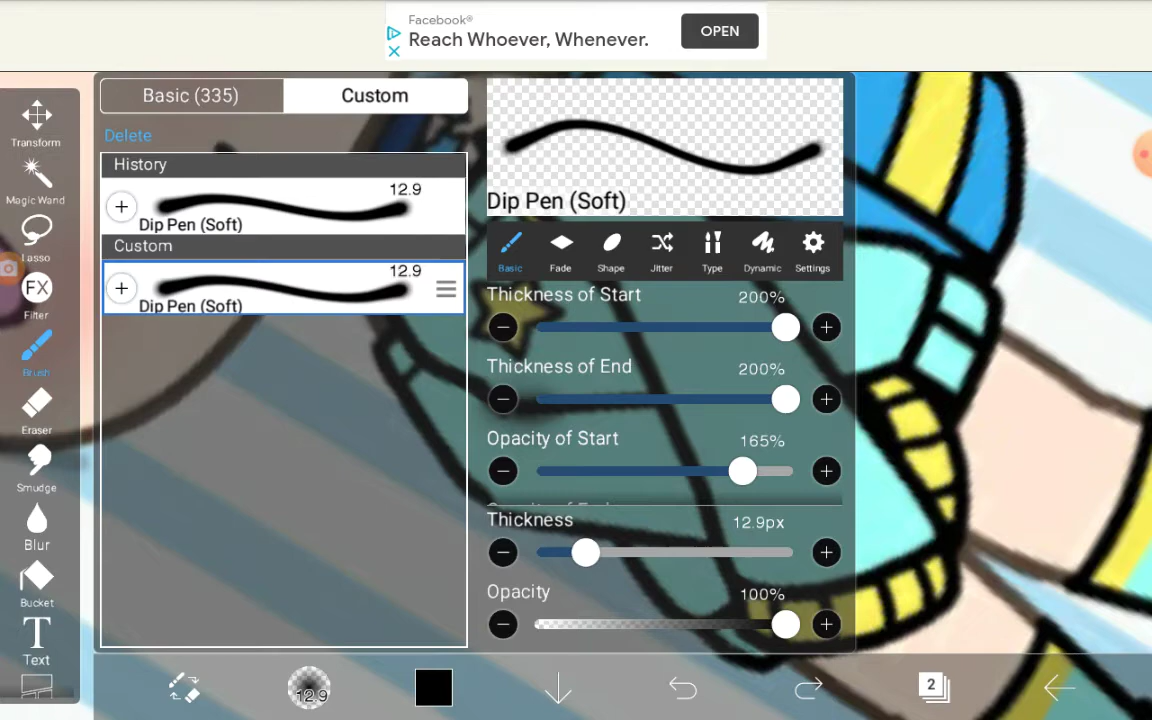 Facebook®
Reach Whoever, Whenever.
OPEN
Transform
Magic Wand
Lasso
FX
Filter
Brush
Eraser
Smudge
Blur
Bucket
T
Text
Basic (335)
Custom
Delete
History
12.9
Dip Pen (Soft)
Custom
12.9
Dip Pen (Soft)
Dip Pen (Soft)
Basic
Fade
Shape
Jitter
Type
Dynamic
Settings
Thickness of Start
200%
Thickness of End
200%
Opacity of Start
165%
Thickness
12.9px
Opacity
100%
12.9
2